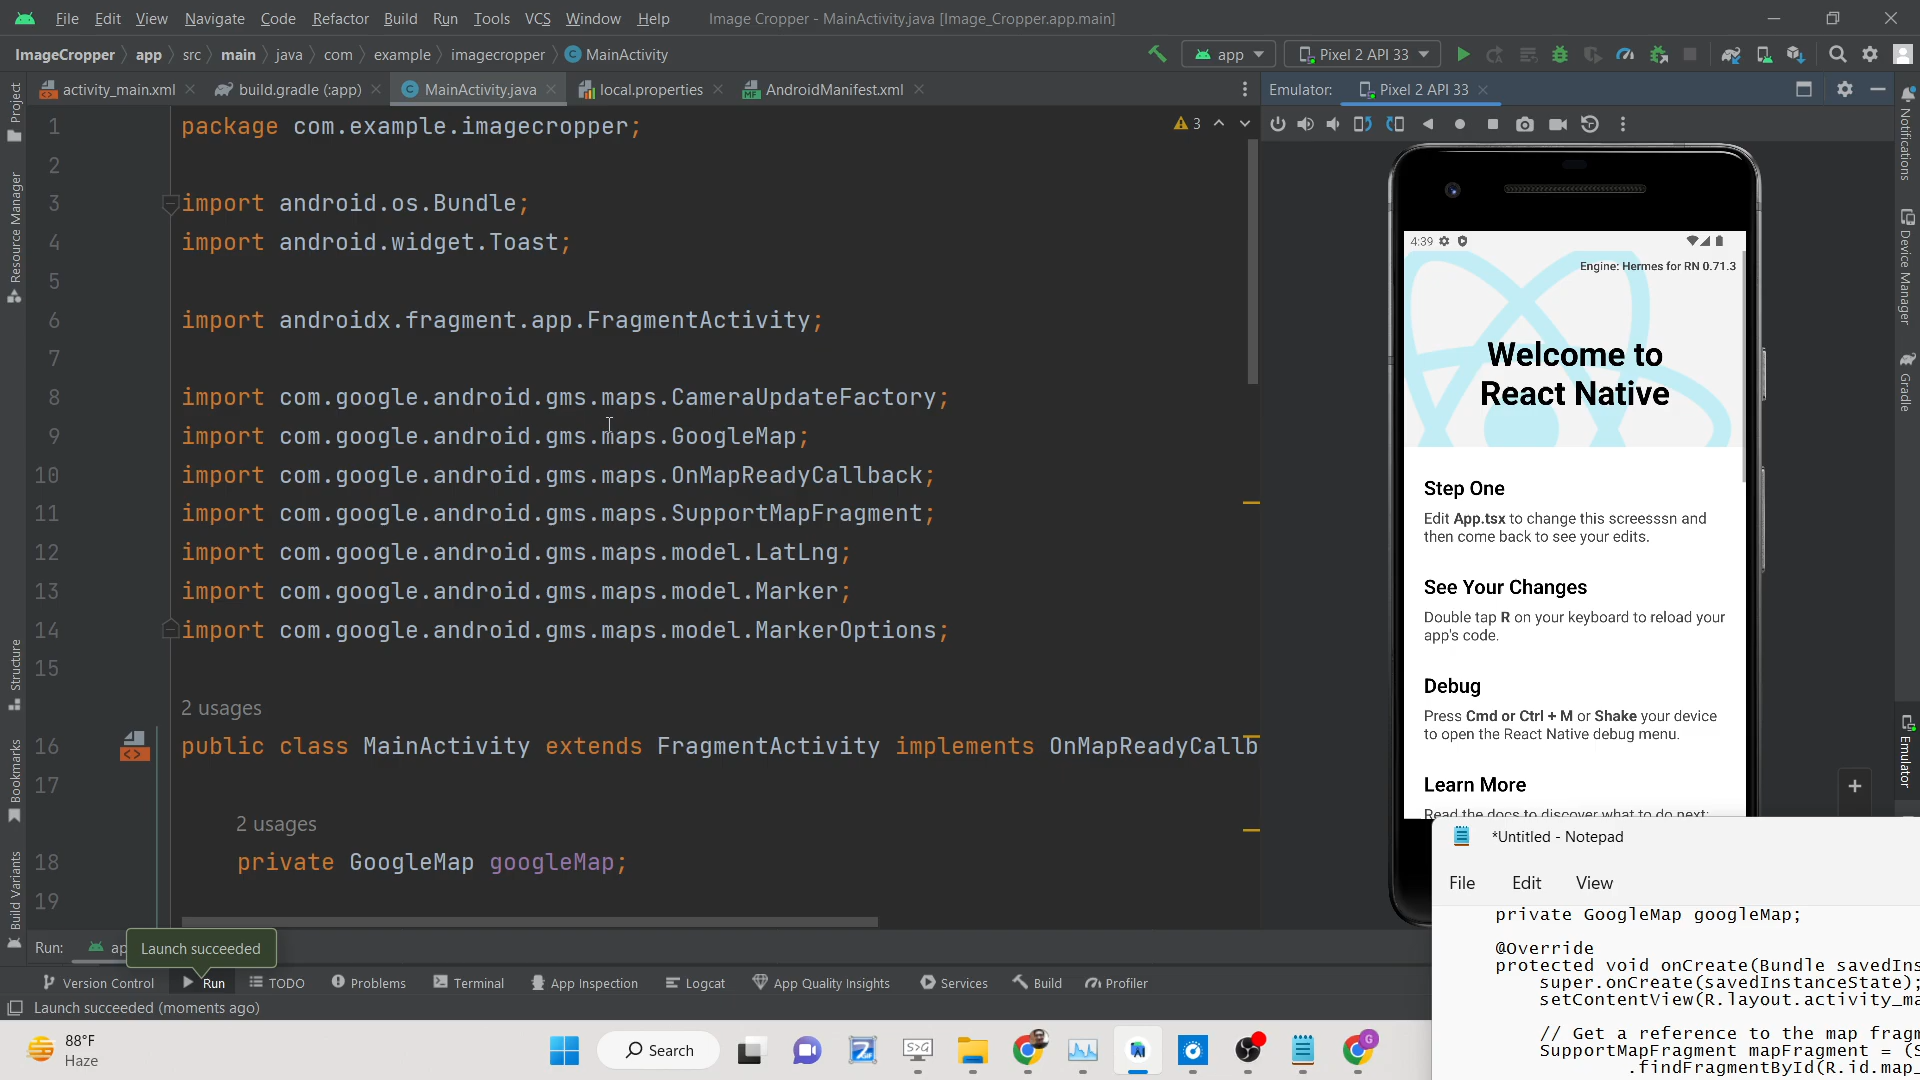 File Edit View Navigate Code Refactor Build Run Tools VCS Window Help Image Cropper - MainActivity.java [Image_Cropper.app.main]
ImageCropper app src main java com example imagecropper MainActivity app Pixel 2 API 33
activity_main.xml build.gradle (:app) MainActivity.java local.properties AndroidManifest.xml Emulator: Pixel 2 API 33
Project
Resource Manager
Structure
Bookmarks
Build Variants
3
1 package com.example.imagecropper;
2
3 import android.os.Bundle;
4 import android.widget.Toast;
5
6 import androidx.fragment.app.FragmentActivity;
7
8 import com.google.android.gms.maps.CameraUpdateFactory;
9 import com.google.android.gms.maps.GoogleMap;
10 import com.google.android.gms.maps.OnMapReadyCallback;
11 import com.google.android.gms.maps.SupportMapFragment;
12 import com.google.android.gms.maps.model.LatLng;
13 import com.google.android.gms.maps.model.Marker;
14 import com.google.android.gms.maps.model.MarkerOptions;
15
2 usages
16 public class MainActivity extends FragmentActivity implements OnMapReadyCallb
17
2 usages
18 private GoogleMap googleMap;
19
4:39
Engine: Hermes for RN 0.71.3
Welcome to
React Native
Step One
Edit App.tsx to change this screesssn and
then come back to see your edits.
See Your Changes
Double tap R on your keyboard to reload your
app's code.
Debug
Press Cmd or Ctrl + M or Shake your device
to open the React Native debug menu.
Learn More
Read the docs to discover what to do next:
Notifications
Device Manager
Gradle
Emulator
*Untitled - Notepad
File Edit View
private GoogleMap googleMap;
@Override
protected void onCreate(Bundle savedIns
super.onCreate(savedInstanceState);
setContentView(R.layout.activity_ma
// Get a reference to the map fragm
SupportMapFragment mapFragment = (S
.findFragmentById(R.id.map_
Run: ap
Launch succeeded
Version Control Run TODO Problems Terminal App Inspection Logcat App Quality Insights Services Build Profiler
Launch succeeded (moments ago)
88°F
Haze
Search
S>G
G